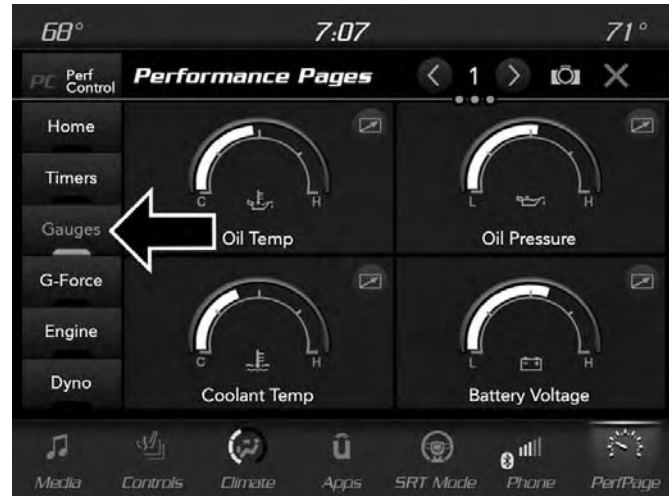 68° 7:07 71°
PC Perf Control Performance Pages 1
Home
Timers
Gauges
G-Force
Engine
Dyno
C H
Oil Temp
L H
Oil Pressure
C H
Coolant Temp
L H
Battery Voltage
Media Controls Climate Apps SRT Mode Phone PerfPage